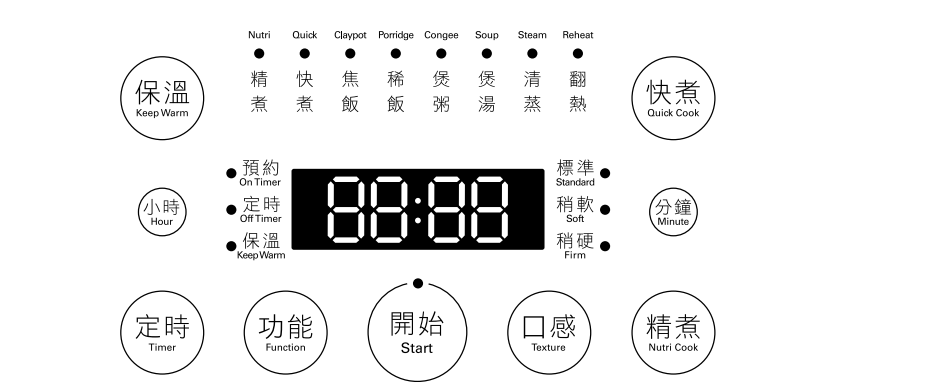 Nutri Quick Claypot Porridge Congee Soup Steam Reheat
精煮 快煮 焦飯 稀飯 煲粥 煲湯 清蒸 翻熱
保溫
Keep Warm
快煮
Quick Cook
預約
On Timer
定時
Off Timer
保溫
Keep Warm
88:88
標準
Standard
稍軟
Soft
稍硬
Firm
小時
Hour
分鐘
Minute
定時
Timer
功能
Function
開始
Start
口感
Texture
精煮
Nutri Cook